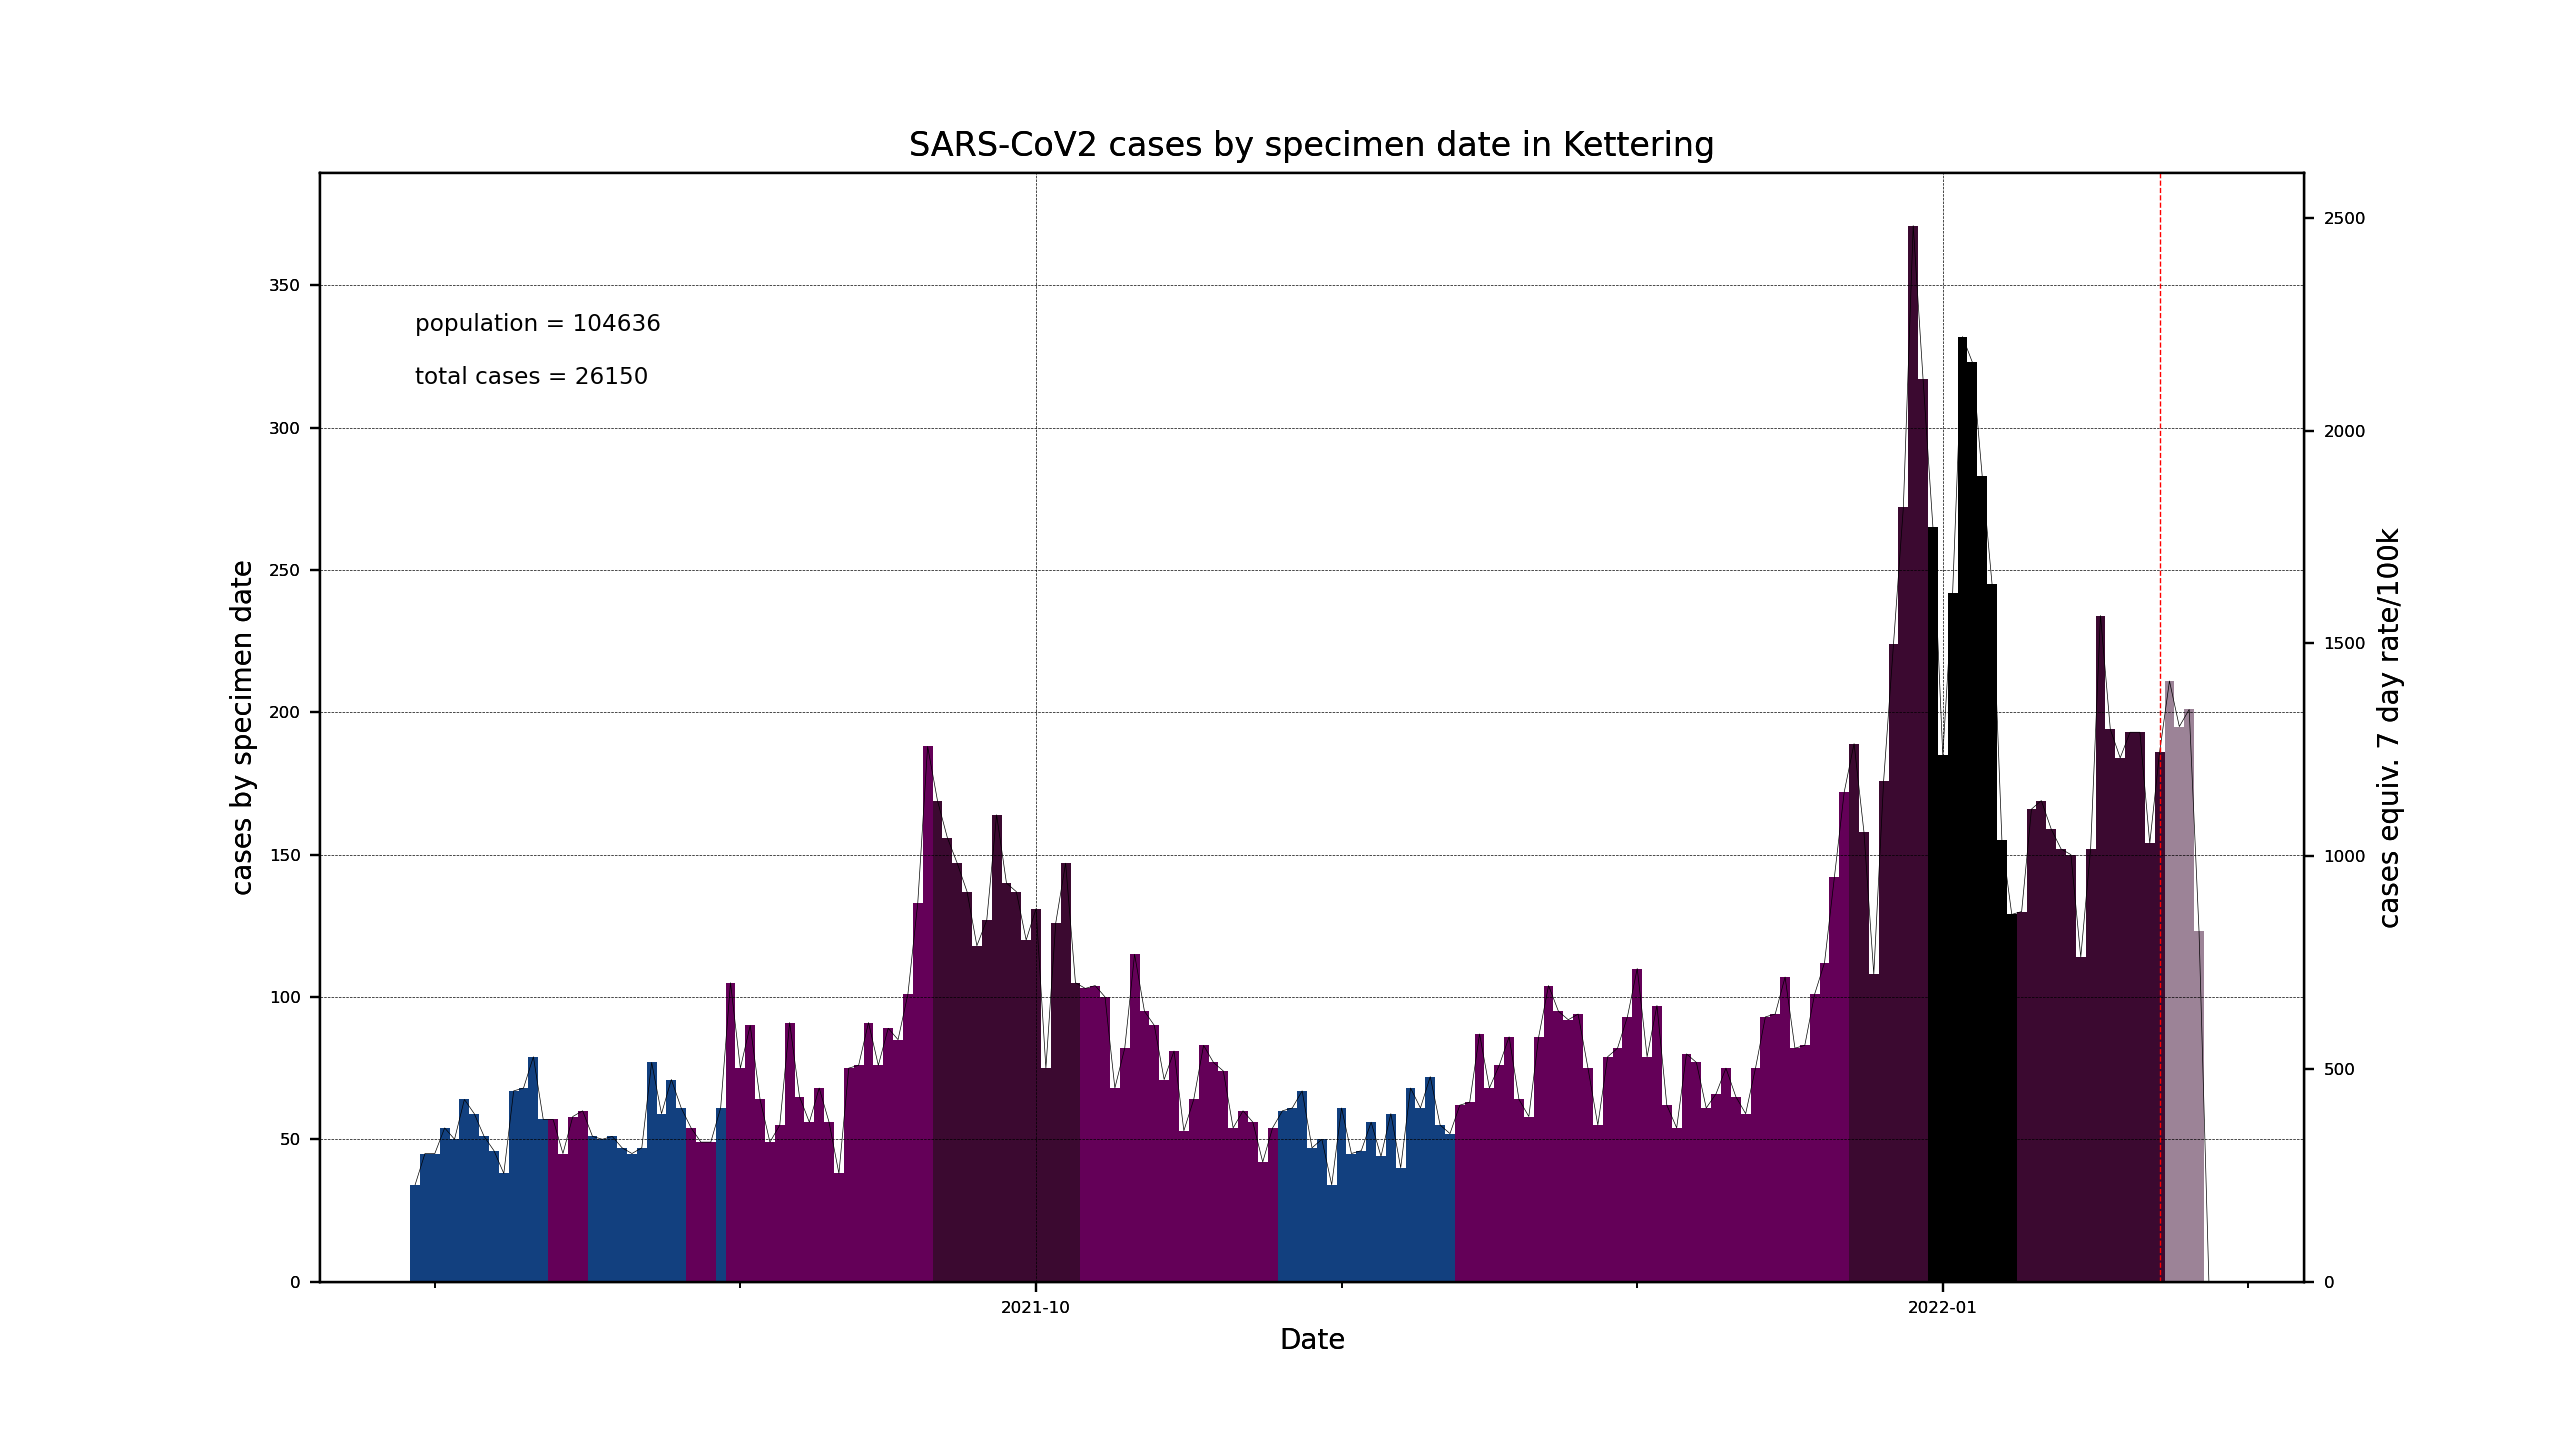 SARS-CoV2 cases by specimen date in Kettering
population = 104636
total cases = 26150
cases by specimen date
350
300
250
200
150
100
50
0
2500
2000
1500
1000
500
0
cases equiv. 7 day rate/100k
2021-10
2022-01
Date